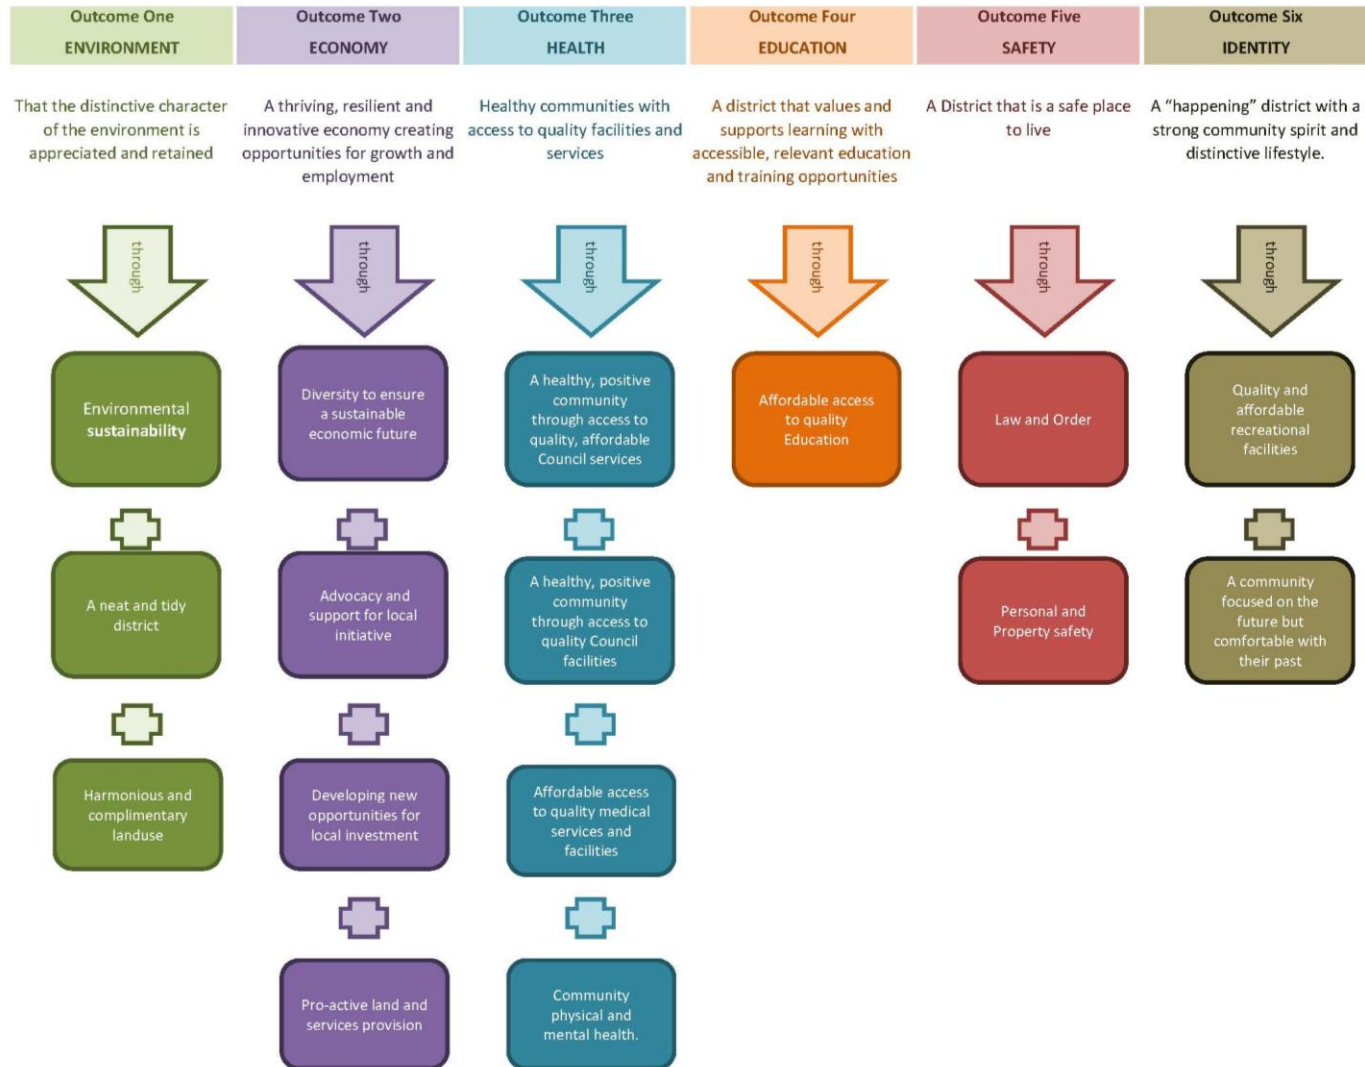 Outcome One
ENVIRONMENT
That the distinctive character
of the environment is
appreciated and retained
through
Environmental
sustainability
A neat and tidy
district
Harmonious and
complimentary
landuse
Outcome Two
ECONOMY
A thriving, resilient and
innovative economy creating
opportunities for growth and
employment
through
Diversity to ensure
a sustainable
economic future
Advocacy and
support for local
initiative
Developing new
opportunities for
local investment
Pro-active land and
services provision
Outcome Three
HEALTH
Healthy communities with
access to quality facilities and
services
through
A healthy, positive
community
through access to
quality, affordable
Council services
A healthy, positive
community
through access to
quality Council
facilities
Affordable access
to quality medical
services and
facilities
Community
physical and
mental health.
Outcome Four
EDUCATION
A district that values and
supports learning with
accessible, relevant education
and training opportunities
through
Affordable access
to quality
Education
Outcome Five
SAFETY
A District that is a safe place
to live
through
Law and Order
Personal and
Property safety
Outcome Six
IDENTITY
A “happening” district with a
strong community spirit and
distinctive lifestyle.
through
Quality and
affordable
recreational
facilities
A community
focused on the
future but
comfortable with
their past